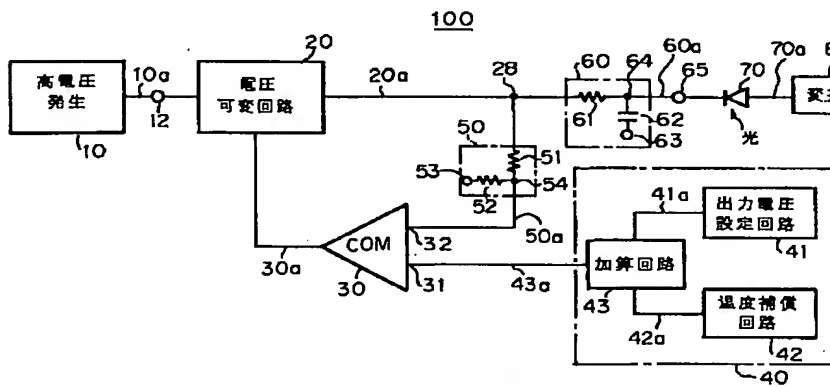 100
高電圧
発生
10
10a
12
20
電圧
可変回路
20a
28
60
61
64
62
63
60a
65
70
70a
光
50
51
53
52
54
50a
COM
30
32
31
30a
43a
加算回路
43
41a
出力電圧
設定回路
41
42a
温度補償
回路
42
40